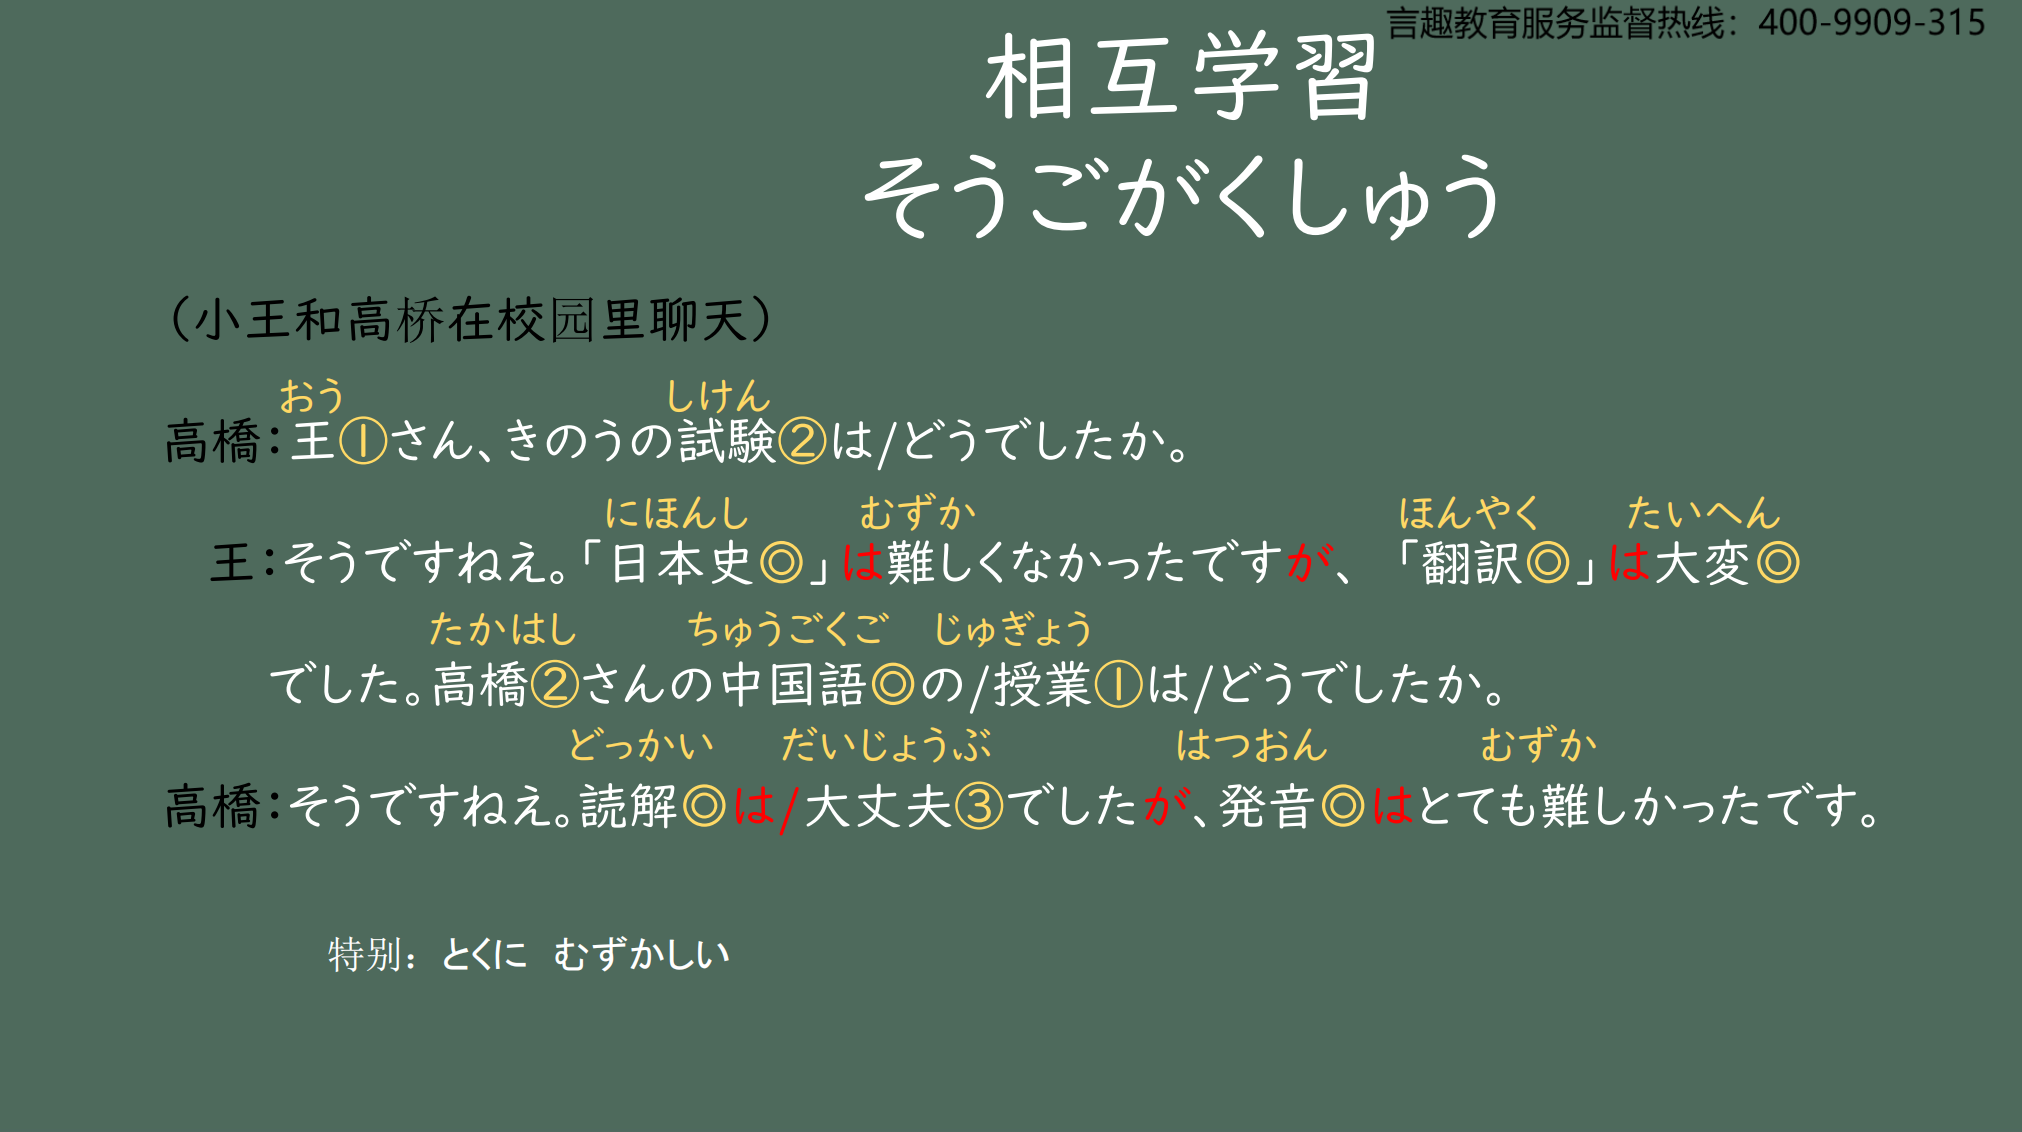 言趣教育服务监督热线：400-9909-315
相互学習
そうごがくしゅう
（小王和高桥在校园里聊天）
おう しけん
高橋：王①さん、きのうの試験②は/どうでしたか。
にほんし むずか ほんやく たいへん
王：そうですねえ。「日本史◎」は難しくなかったですが、「翻訳◎」は大変◎
たかはし ちゅうごくご じゅぎょう
でした。高橋②さんの中国語◎の/授業①は/どうでしたか。
どっかい だいじょうぶ はつおん むずか
高橋：そうですねえ。読解◎は/大丈夫③でしたが、発音◎はとても難しかったです。
特别：とくに むずかしい